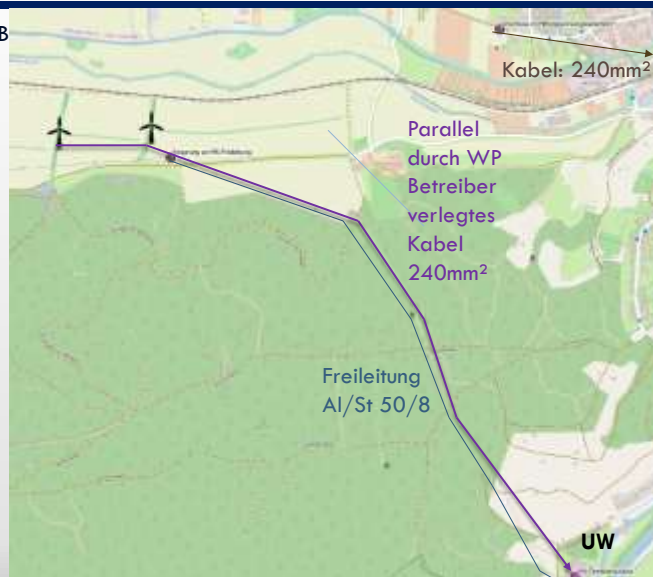 B
Kabel: 240mm²
Parallel
durch WP
Betreiber
verlegtes
Kabel
240mm²
Freileitung
Al/St 50/8
UW